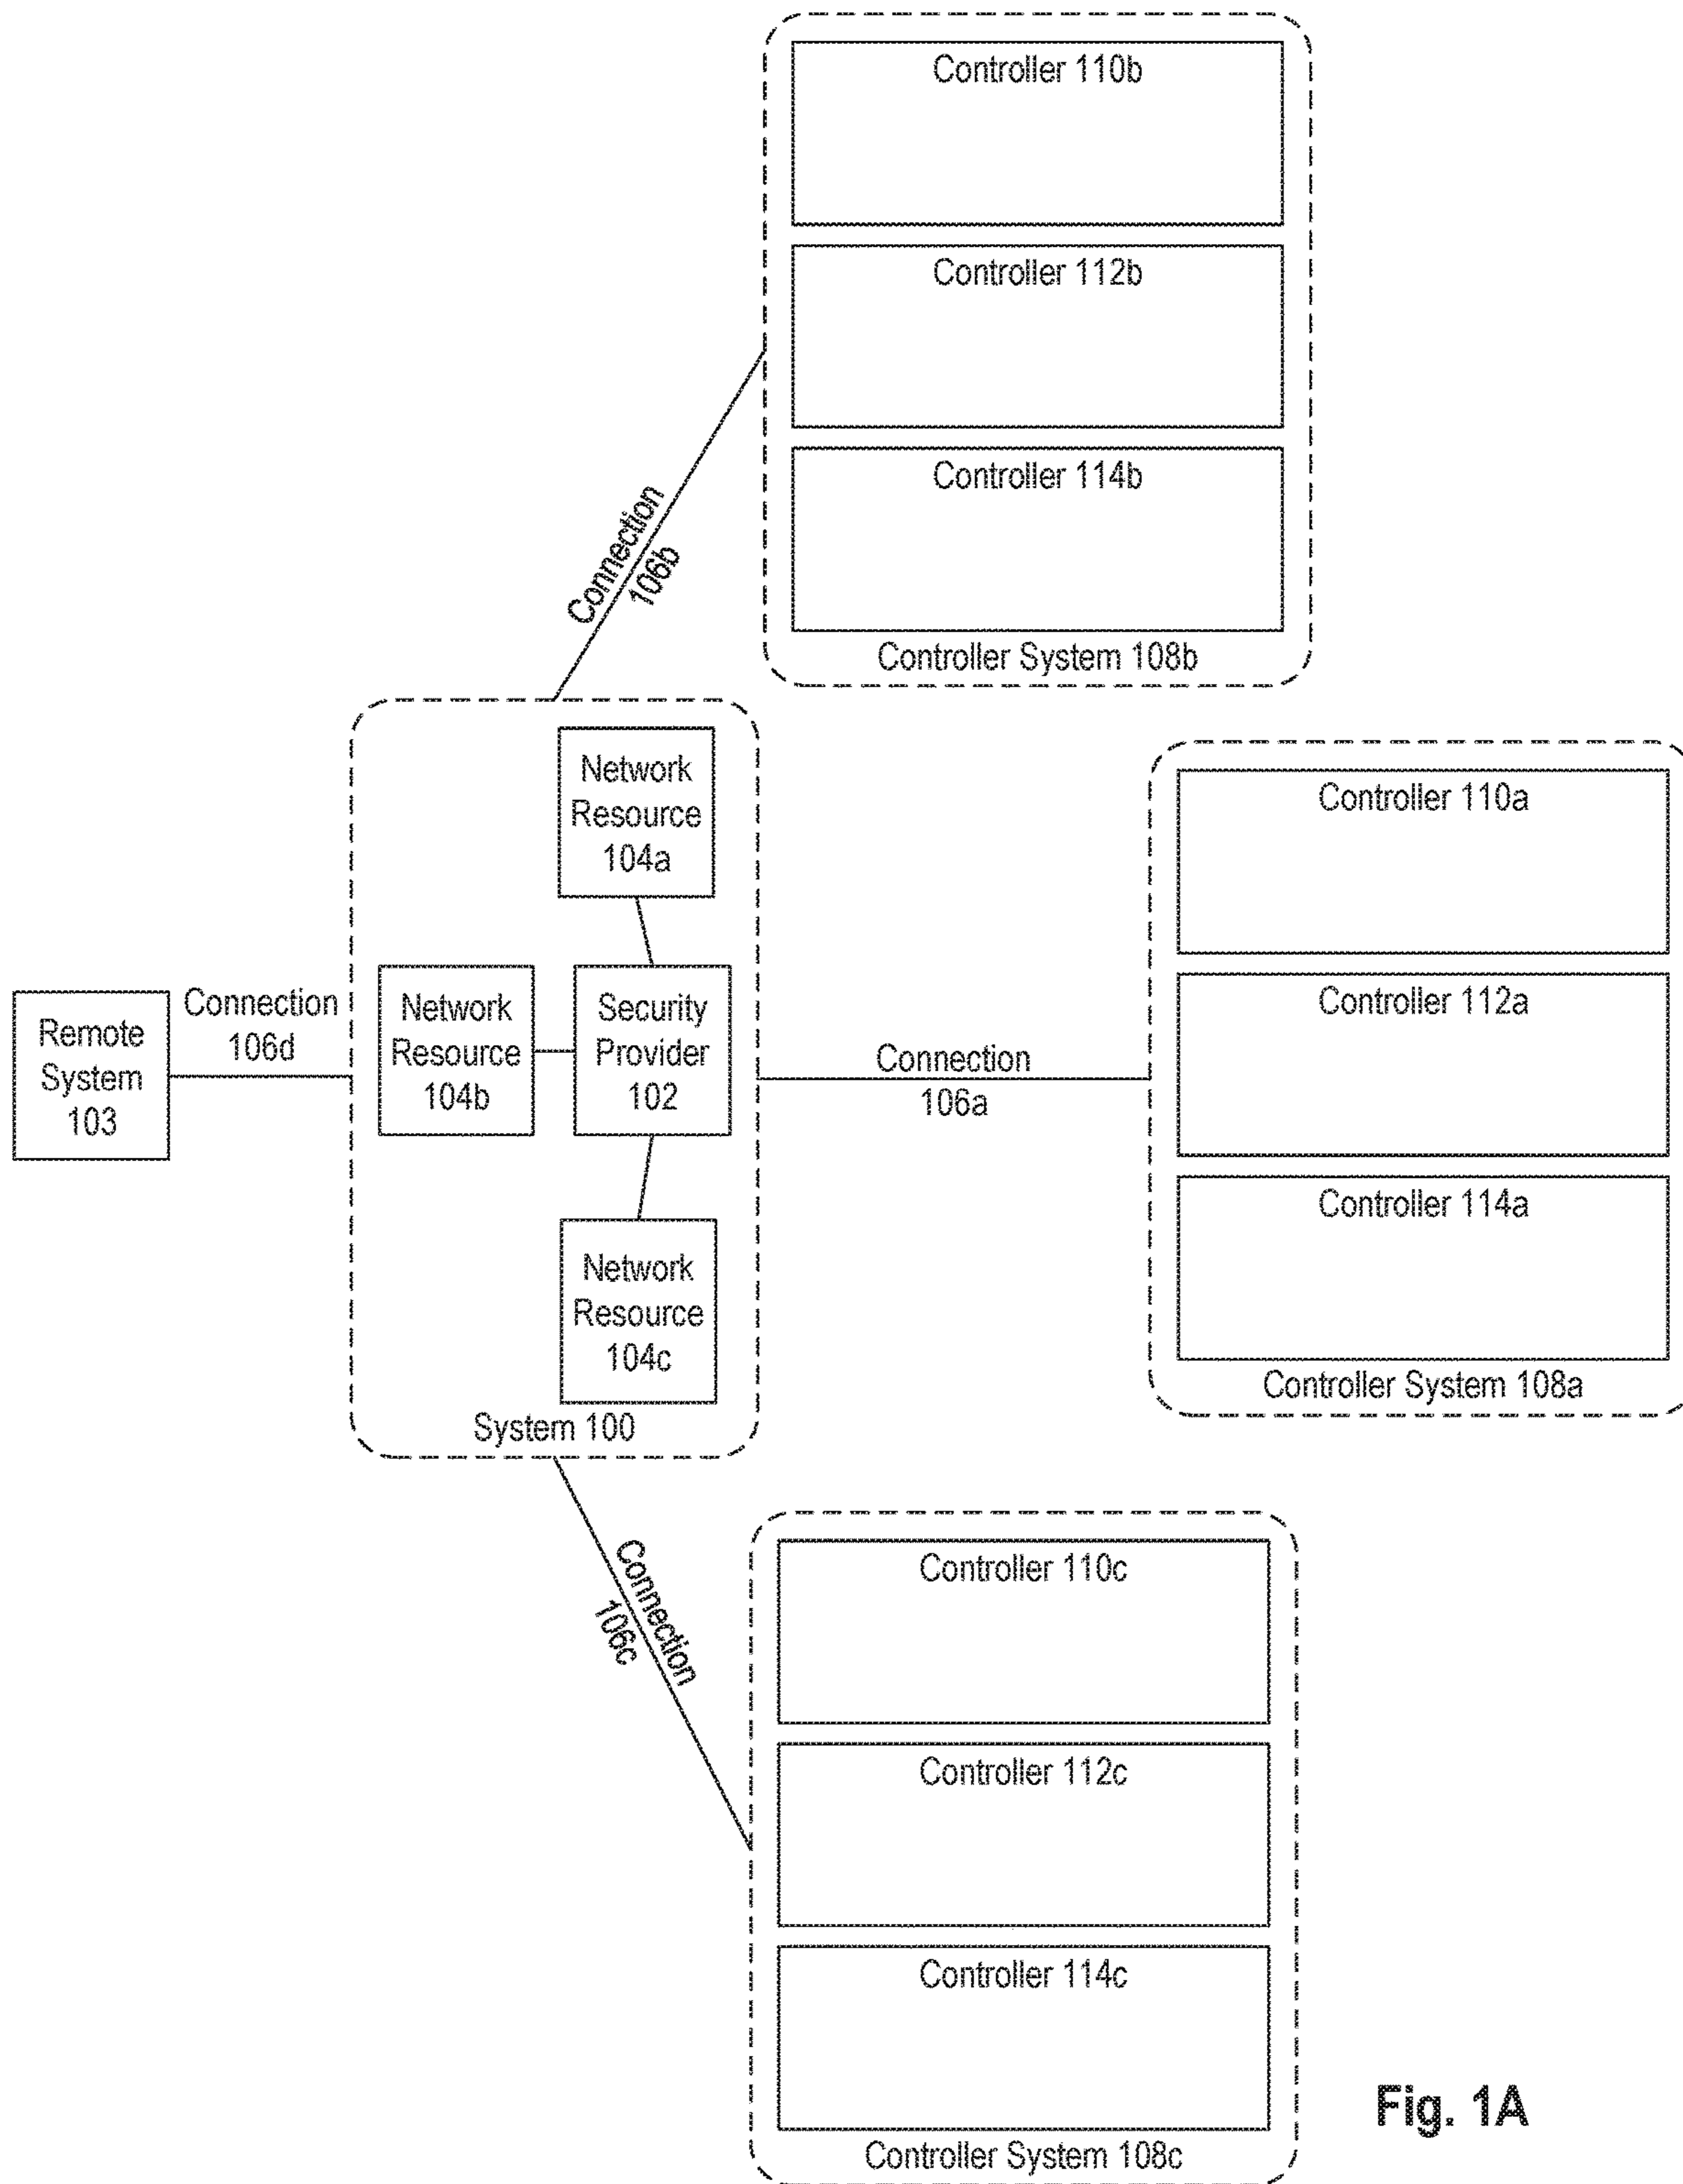 Controller 110b
Controller 112b
Controller 114b
Controller System 108b
Connection
106b
Network
Resource
104a
Network
Resource
104b
Security
Provider
102
Network
Resource
104c
System 100
Remote
System
103
Connection
106d
Connection
106a
Controller 110a
Controller 112a
Controller 114a
Controller System 108a
Connection
106c
Controller 110c
Controller 112c
Controller 114c
Controller System 108c
Fig. 1A